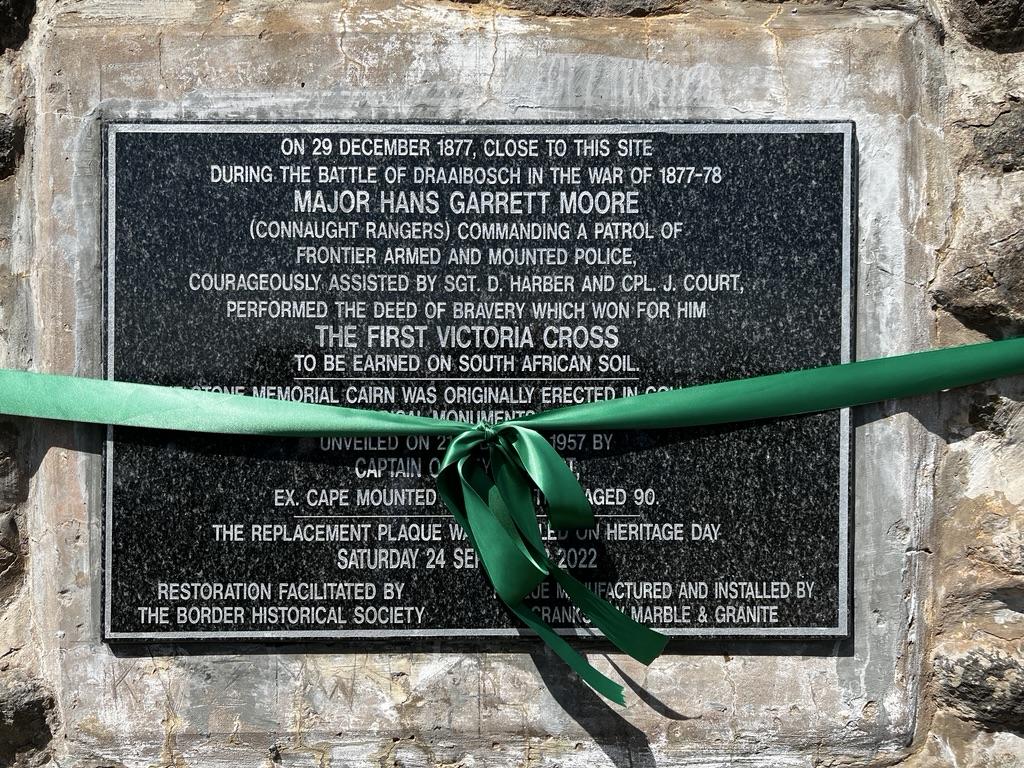 ON 29 DECEMBER 1877, CLOSE TO THIS SITE
DURING THE BATTLE OF DRAAIBOSCH IN THE WAR OF 1877-78
MAJOR HANS GARRETT MOORE
(CONNAUGHT RANGERS) COMMANDING A PATROL OF
FRONTIER ARMED AND MOUNTED POLICE,
COURAGEOUSLY ASSISTED BY SGT. D. HARBER AND CPL. J. COURT,
PERFORMED THE DEED OF BRAVERY WHICH WON FOR HIM
THE FIRST VICTORIA CROSS
TO BE EARNED ON SOUTH AFRICAN SOIL.
STONE MEMORIAL CAIRN WAS ORIGINALLY ERECTED IN
MONUMENTS
UNVEILED ON 1957 BY
CAPTAIN
EX. CAPE MOUNTED AGED 90.
THE REPLACEMENT PLAQUE ON HERITAGE DAY
SATURDAY 24 2022
RESTORATION FACILITATED BY
THE BORDER HISTORICAL SOCIETY
MANUFACTURED AND INSTALLED BY
MARBLE & GRANITE